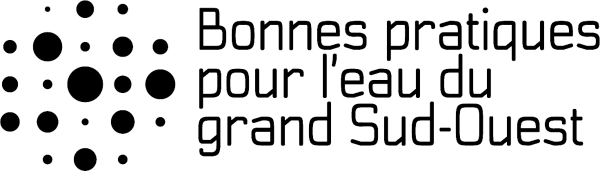 Bonnes pratiques
pour l'eau du
grand Sud-Ouest